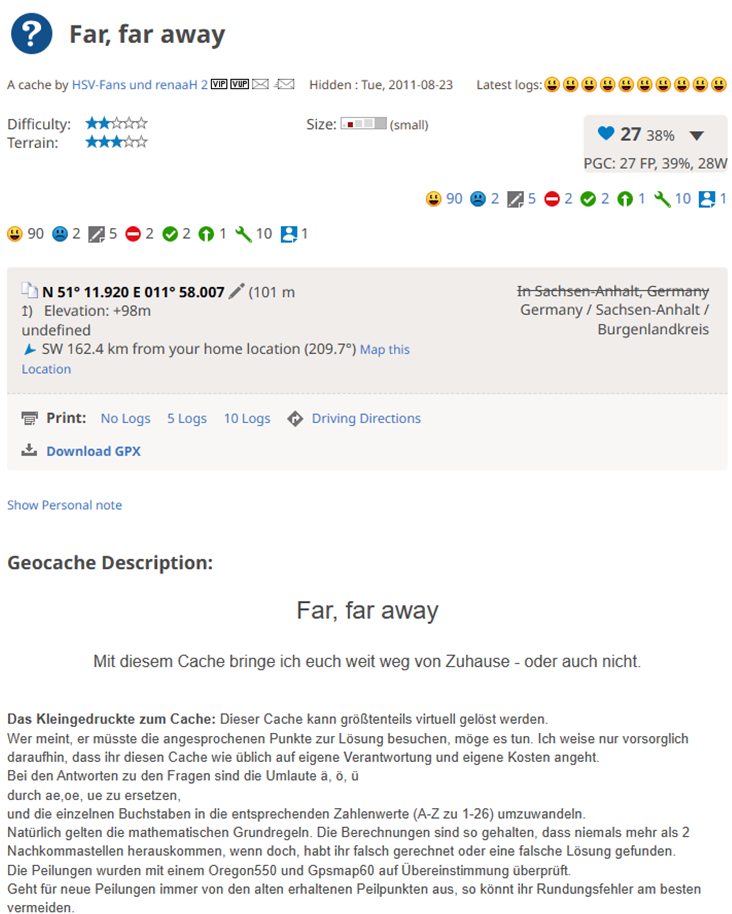 Far, far away
A cache by HSV-Fans und renaaH 2 VIP VUP Hidden : Tue, 2011-08-23 Latest logs:
Difficulty:
Size: (small)
Terrain:
27 38%
PGC: 27 FP, 39%, 28W
90 2 5 2 2 1 10 1
90 2 5 2 2 1 10 1
N 51° 11.920 E 011° 58.007 (101 m
In Sachsen-Anhalt, Germany
↥) Elevation: +98m
Germany / Sachsen-Anhalt /
undefined
Burgenlandkreis
SW 162.4 km from your home location (209.7°) Map this
Location
Print: No Logs 5 Logs 10 Logs Driving Directions
Download GPX
Show Personal note
Geocache Description:
Far, far away
Mit diesem Cache bringe ich euch weit weg von Zuhause - oder auch nicht.
Das Kleingedruckte zum Cache: Dieser Cache kann größtenteils virtuell gelöst werden.
Wer meint, er müsste die angesprochenen Punkte zur Lösung besuchen, möge es tun. Ich weise nur vorsorglich
daraufhin, dass ihr diesen Cache wie üblich auf eigene Verantwortung und eigene Kosten angeht.
Bei den Antworten zu den Fragen sind die Umlaute ä, ö, ü
durch ae,oe, ue zu ersetzen,
und die einzelnen Buchstaben in die entsprechenden Zahlenwerte (A-Z zu 1-26) umzuwandeln.
Natürlich gelten die mathematischen Grundregeln. Die Berechnungen sind so gehalten, dass niemals mehr als 2
Nachkommastellen herauskommen, wenn doch, habt ihr falsch gerechnet oder eine falsche Lösung gefunden.
Die Peilungen wurden mit einem Oregon550 und Gpsmap60 auf Übereinstimmung überprüft.
Geht für neue Peilungen immer von den alten erhaltenen Peilpunkten aus, so könnt ihr Rundungsfehler am besten
vermeiden.